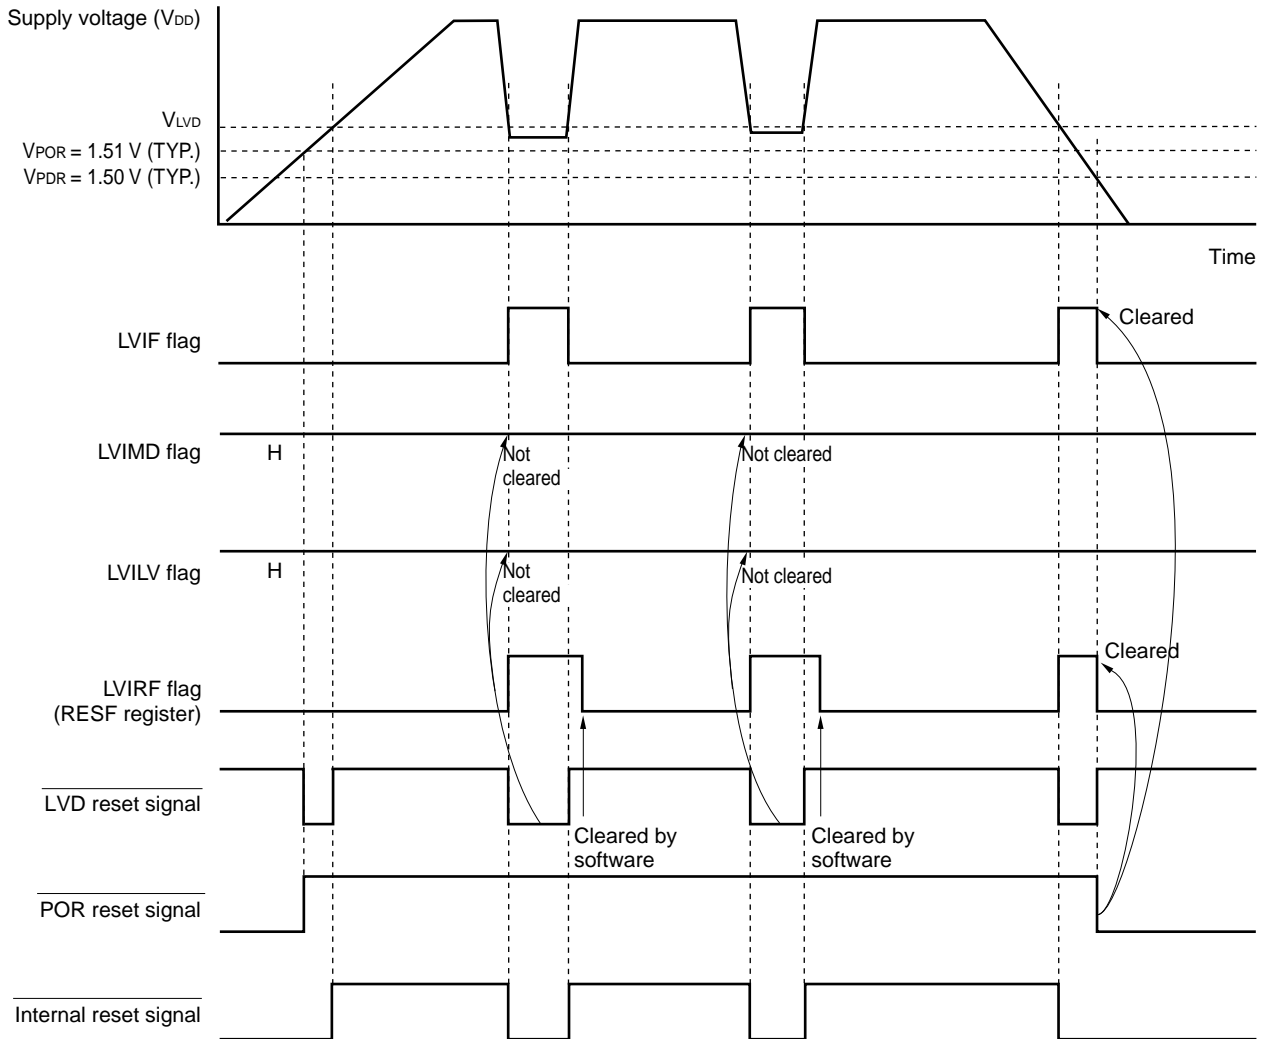 Supply voltage (VDD)
VLVD
VPOR = 1.51 V (TYP.)
VPDR = 1.50 V (TYP.)
Time
LVIF flag
Cleared
LVIMD flag
H
Not
cleared
Not cleared
LVILV flag
H
Not
cleared
Not cleared
LVIRF flag
(RESF register)
Cleared
LVD reset signal
Cleared by
software
Cleared by
software
POR reset signal
Internal reset signal